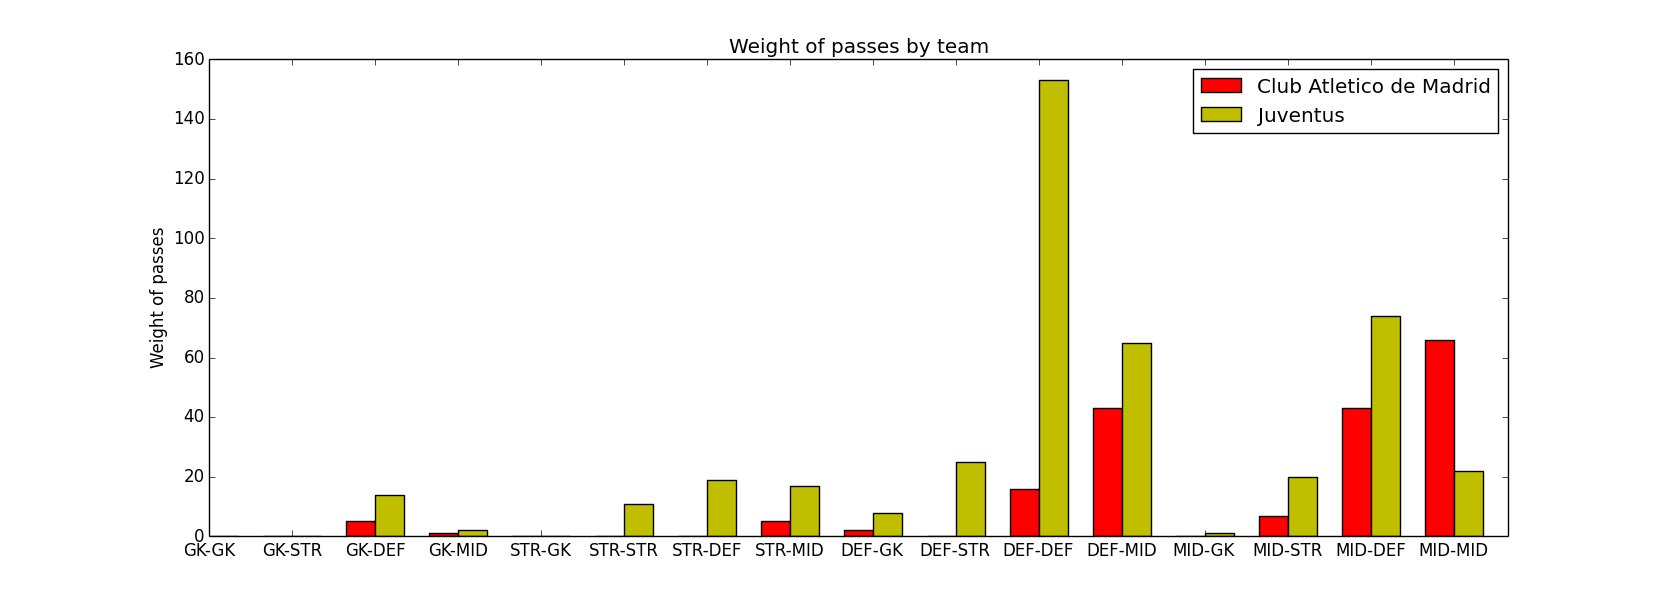 Weight of passes by team
Club Atletico de Madrid
Juventus
Weight of passes
160
140
120
100
80
60
40
20
0
GK-GK GK-STR GK-DEF GK-MID STR-GK STR-STR STR-DEF STR-MID DEF-GK DEF-STR DEF-DEF DEF-MID MID-GK MID-STR MID-DEF MID-MID